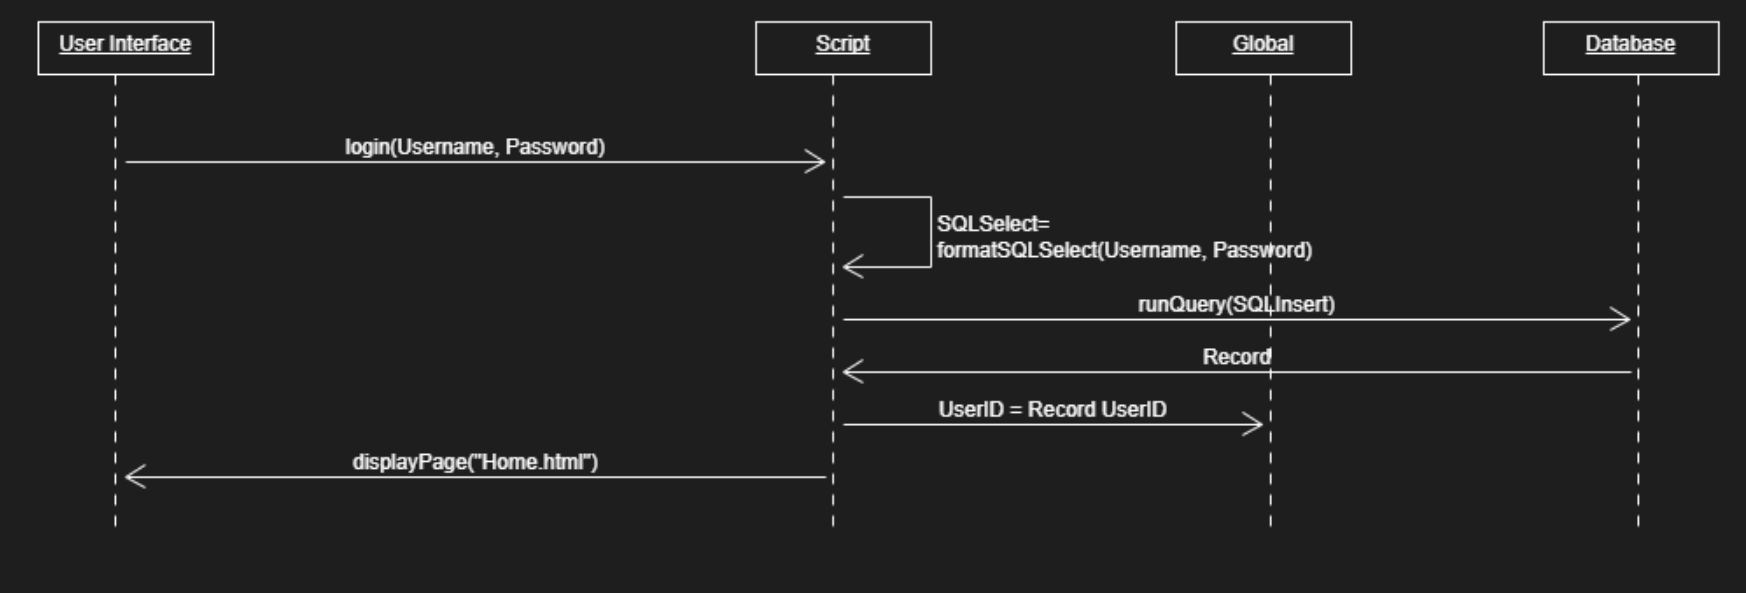 User Interface
Script
Global
Database
login(Username, Password)
SQLSelect=
formatSQLSelect(Username, Password)
runQuery(SQLInsert)
Record
UserID = Record UserID
displayPage("Home.html")